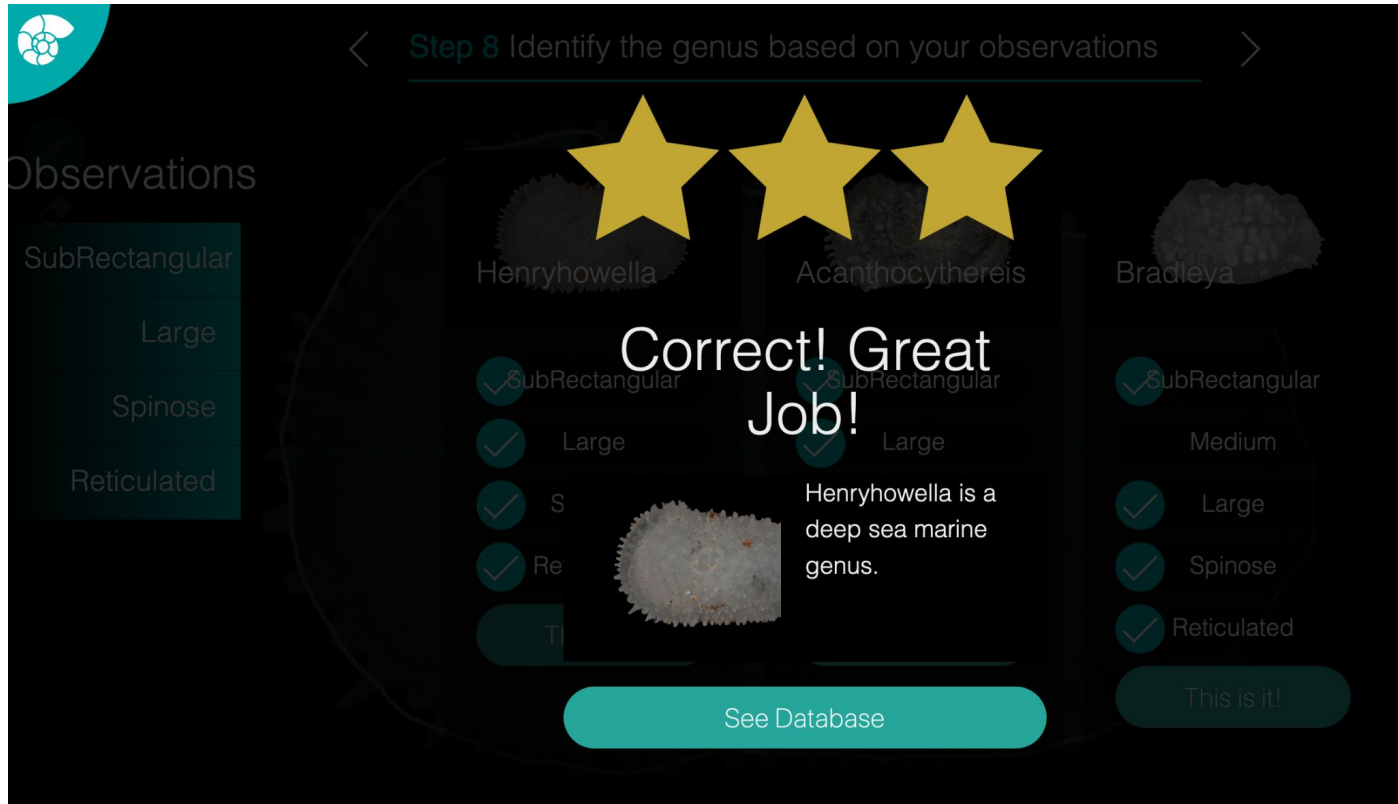 Step 8 Identify the genus based on your observations
Observations
SubRectangular
Large
Spinose
Reticulated
Henryhowella
SubRectangular
Large
S
Re
T
Acanthocythereis
SubRectangular
Large
Bradleya
SubRectangular
Medium
Large
Spinose
Reticulated
This is it!
Correct! Great
Job!
Henryhowella is a
deep sea marine
genus.
See Database